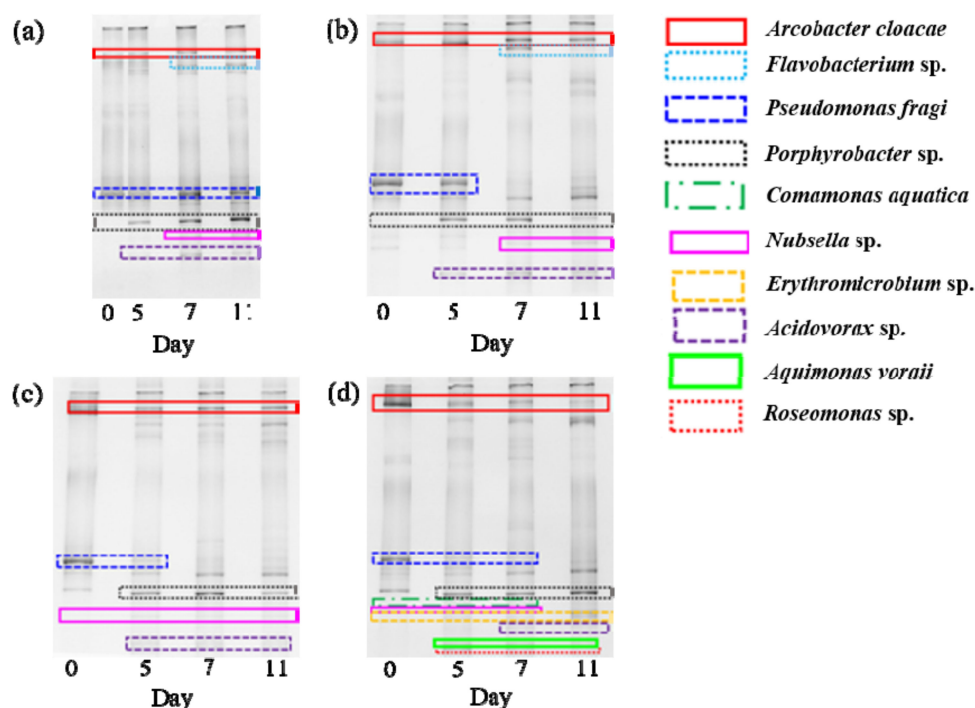 (a)
0 5 7 11
Day
(b)
0 5 7 11
Day
(c)
0 5 7 11
Day
(d)
0 5 7 11
Day
Arcobacter cloacae
Flavobacterium sp.
Pseudomonas fragi
Porphyrobacter sp.
Comamonas aquatica
Nubsella sp.
Erythromicrobium sp.
Acidovorax sp.
Aquimonas voraii
Roseomonas sp.